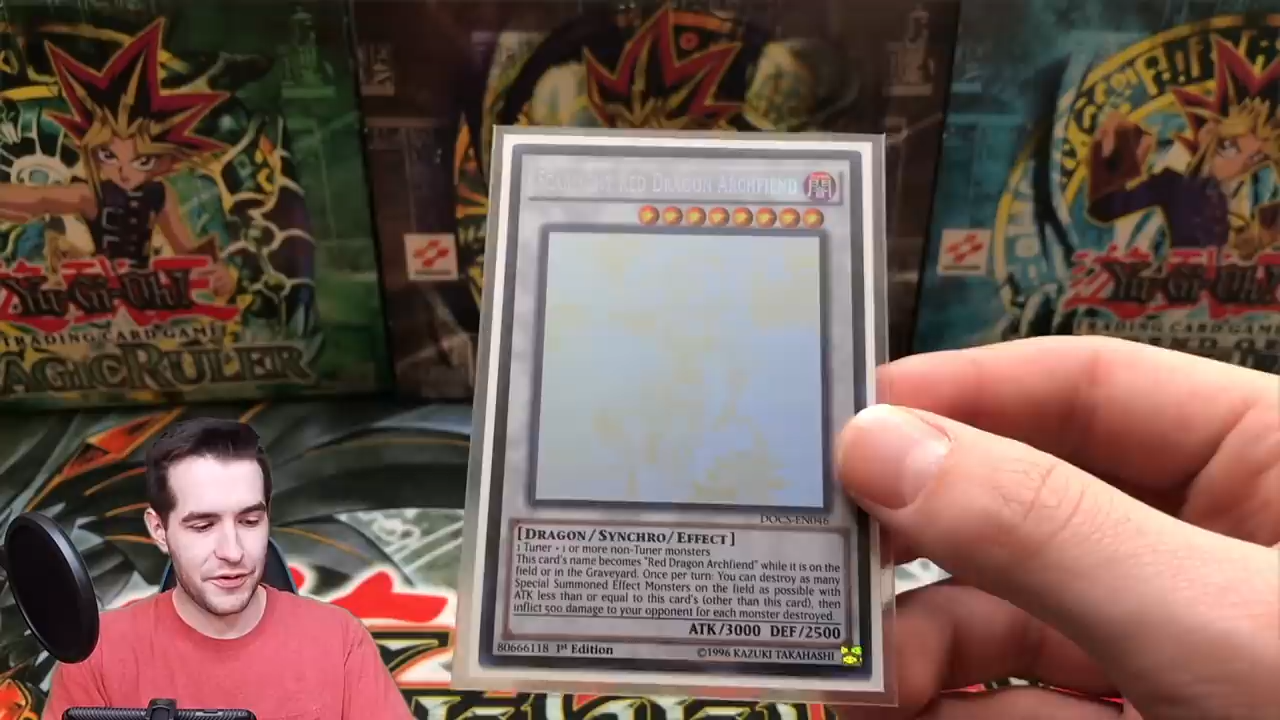 Yu-Gi-Oh!
TRADING CARD GAME
MAGIC RULER
Yu-Gi-Oh!
TRADING CARD GAME
RED DRAGON ARCHFIEND
DOCS-EN046
[DRAGON/SYNCHRO/EFFECT]
1 Tuner + 1 or more non-Tuner monsters
This card's name becomes "Red Dragon Archfiend" while it is on the
field or in the Graveyard. Once per turn: You can destroy as many
Special Summoned Effect Monsters on the field as possible with
ATK less than or equal to this card's (other than this card), then
inflict 500 damage to your opponent for each monster destroyed.
ATK/3000 DEF/2500
80666118 1st Edition
©1996 KAZUKI TAKAHASHI